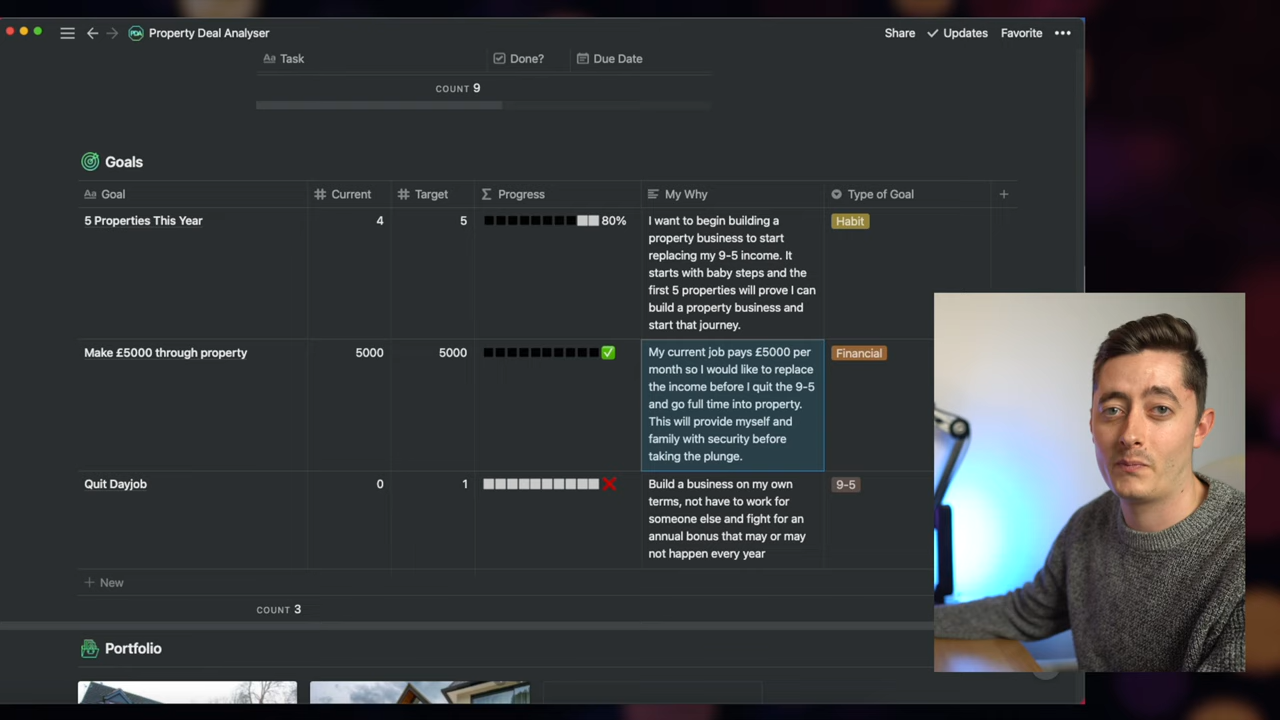 Property Deal Analyser
Share
Updates
Favorite
Aa Task
Done?
Due Date
COUNT 9
Goals
Aa Goal
# Current
# Target
Σ Progress
My Why
Type of Goal
5 Properties This Year
4
5
80%
I want to begin building a
property business to start
replacing my 9-5 income. It
starts with baby steps and the
first 5 properties will prove I can
build a property business and
start that journey.
Habit
Make £5000 through property
5000
5000
My current job pays £5000 per
month so I would like to replace
the income before I quit the 9-5
and go full time into property.
This will provide myself and
family with security before
taking the plunge.
Financial
Quit Dayjob
0
1
Build a business on my own
terms, not have to work for
someone else and fight for an
annual bonus that may or may
not happen every year
9-5
+ New
COUNT 3
Portfolio